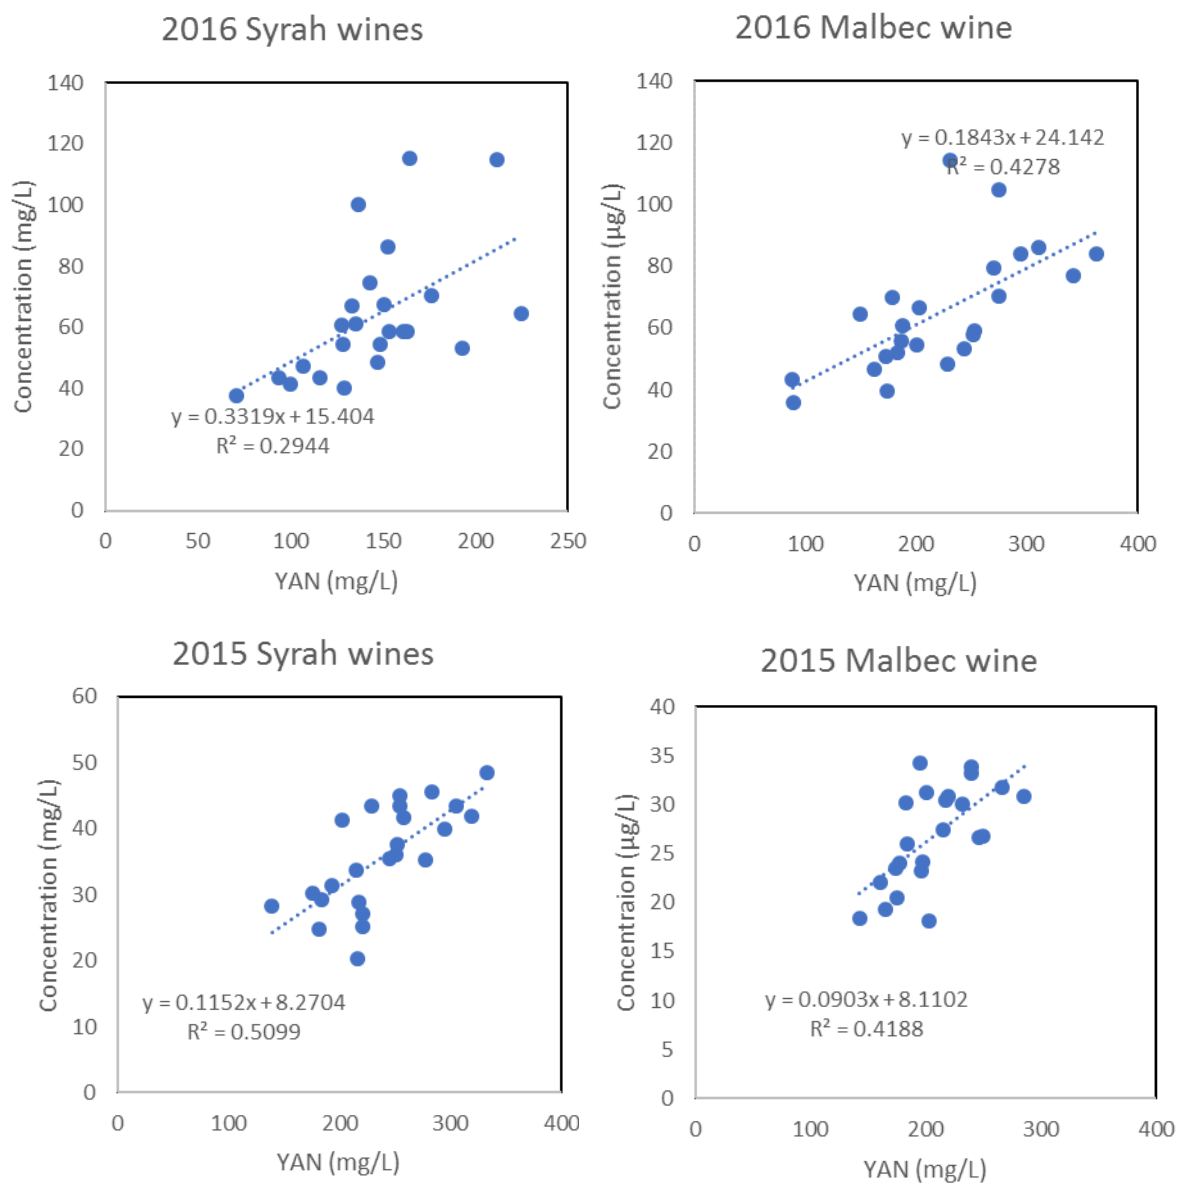 2016 Syrah wines
140
120
100
80
60
40
20
0
Concentration (mg/L)
y = 0.3319x + 15.404
R² = 0.2944
0 50 100 150 200 250
YAN (mg/L)
2016 Malbec wine
140
120
100
80
60
40
20
0
Concentration (µg/L)
y = 0.1843x + 24.142
R² = 0.4278
0 100 200 300 400
YAN (mg/L)
2015 Syrah wines
60
50
40
30
20
10
0
Concentration (mg/L)
y = 0.1152x + 8.2704
R² = 0.5099
0 100 200 300 400
YAN (mg/L)
2015 Malbec wine
40
35
30
25
20
15
10
5
0
Concentraion (µg/L)
y = 0.0903x + 8.1102
R² = 0.4188
0 100 200 300 400
YAN (mg/L)